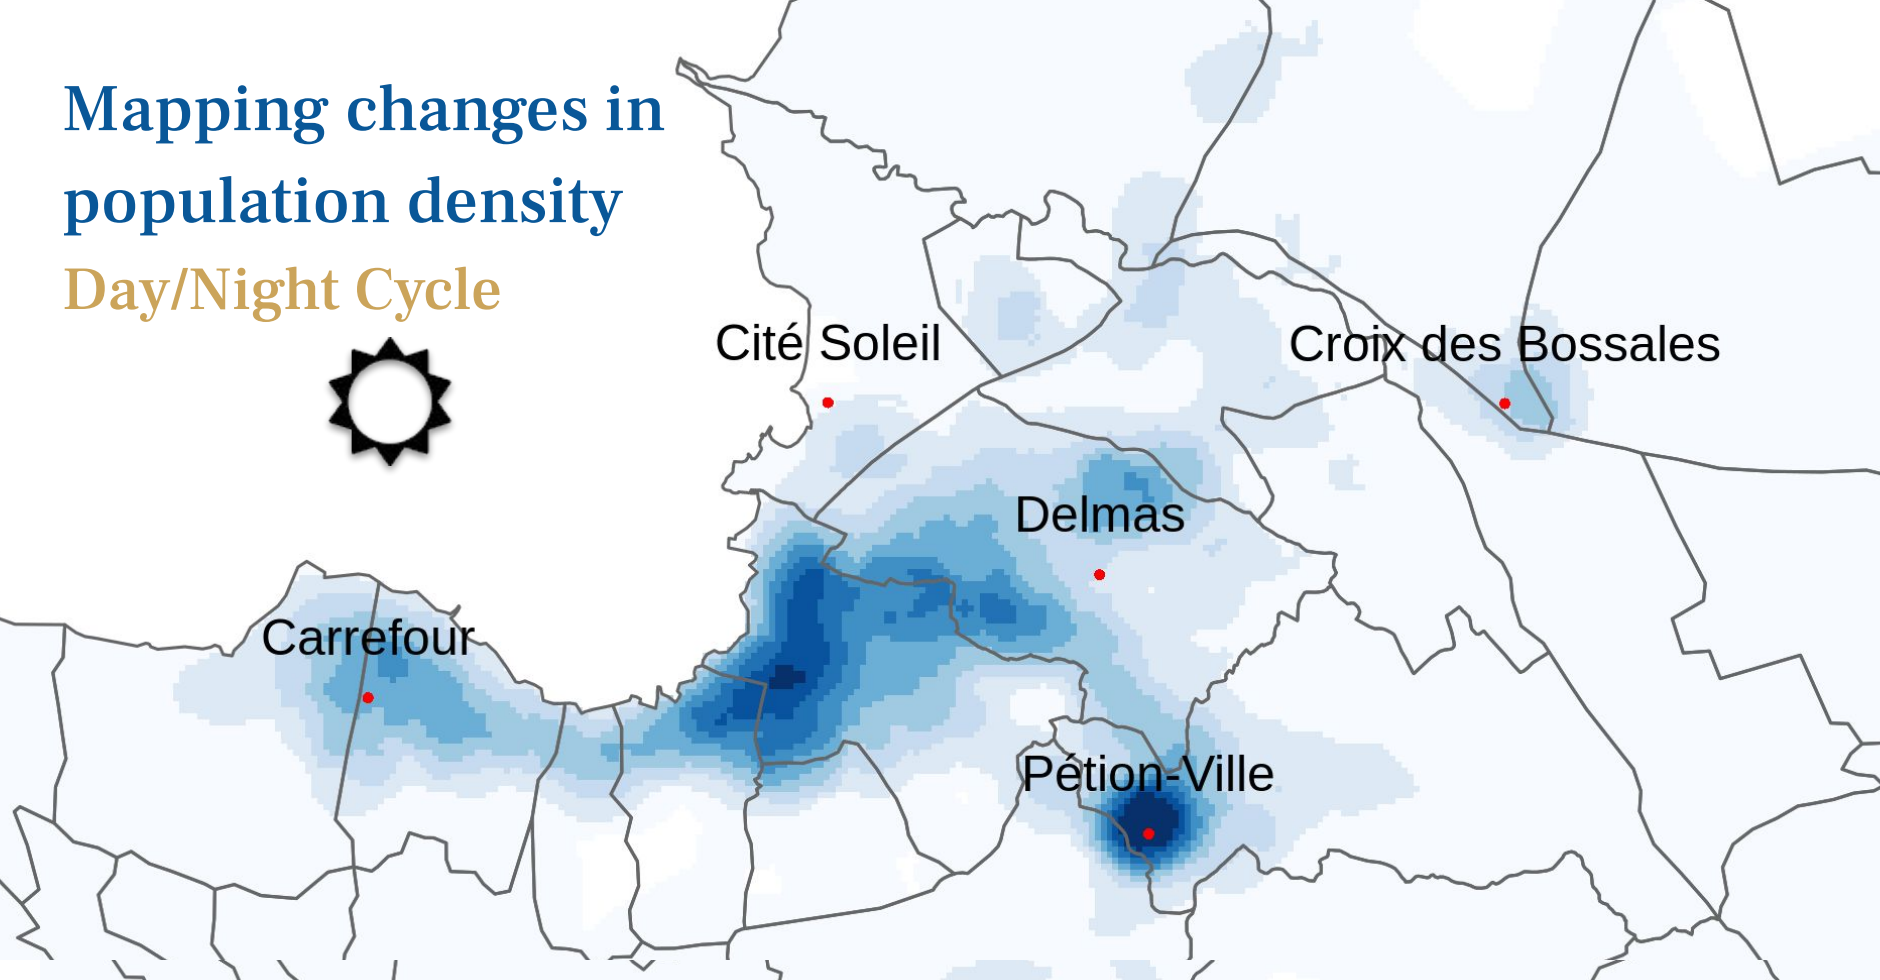 Mapping changes in
population density
Day/Night Cycle
Cité Soleil
Croix des Bossales
Delmas
Carrefour
Pétion-Ville